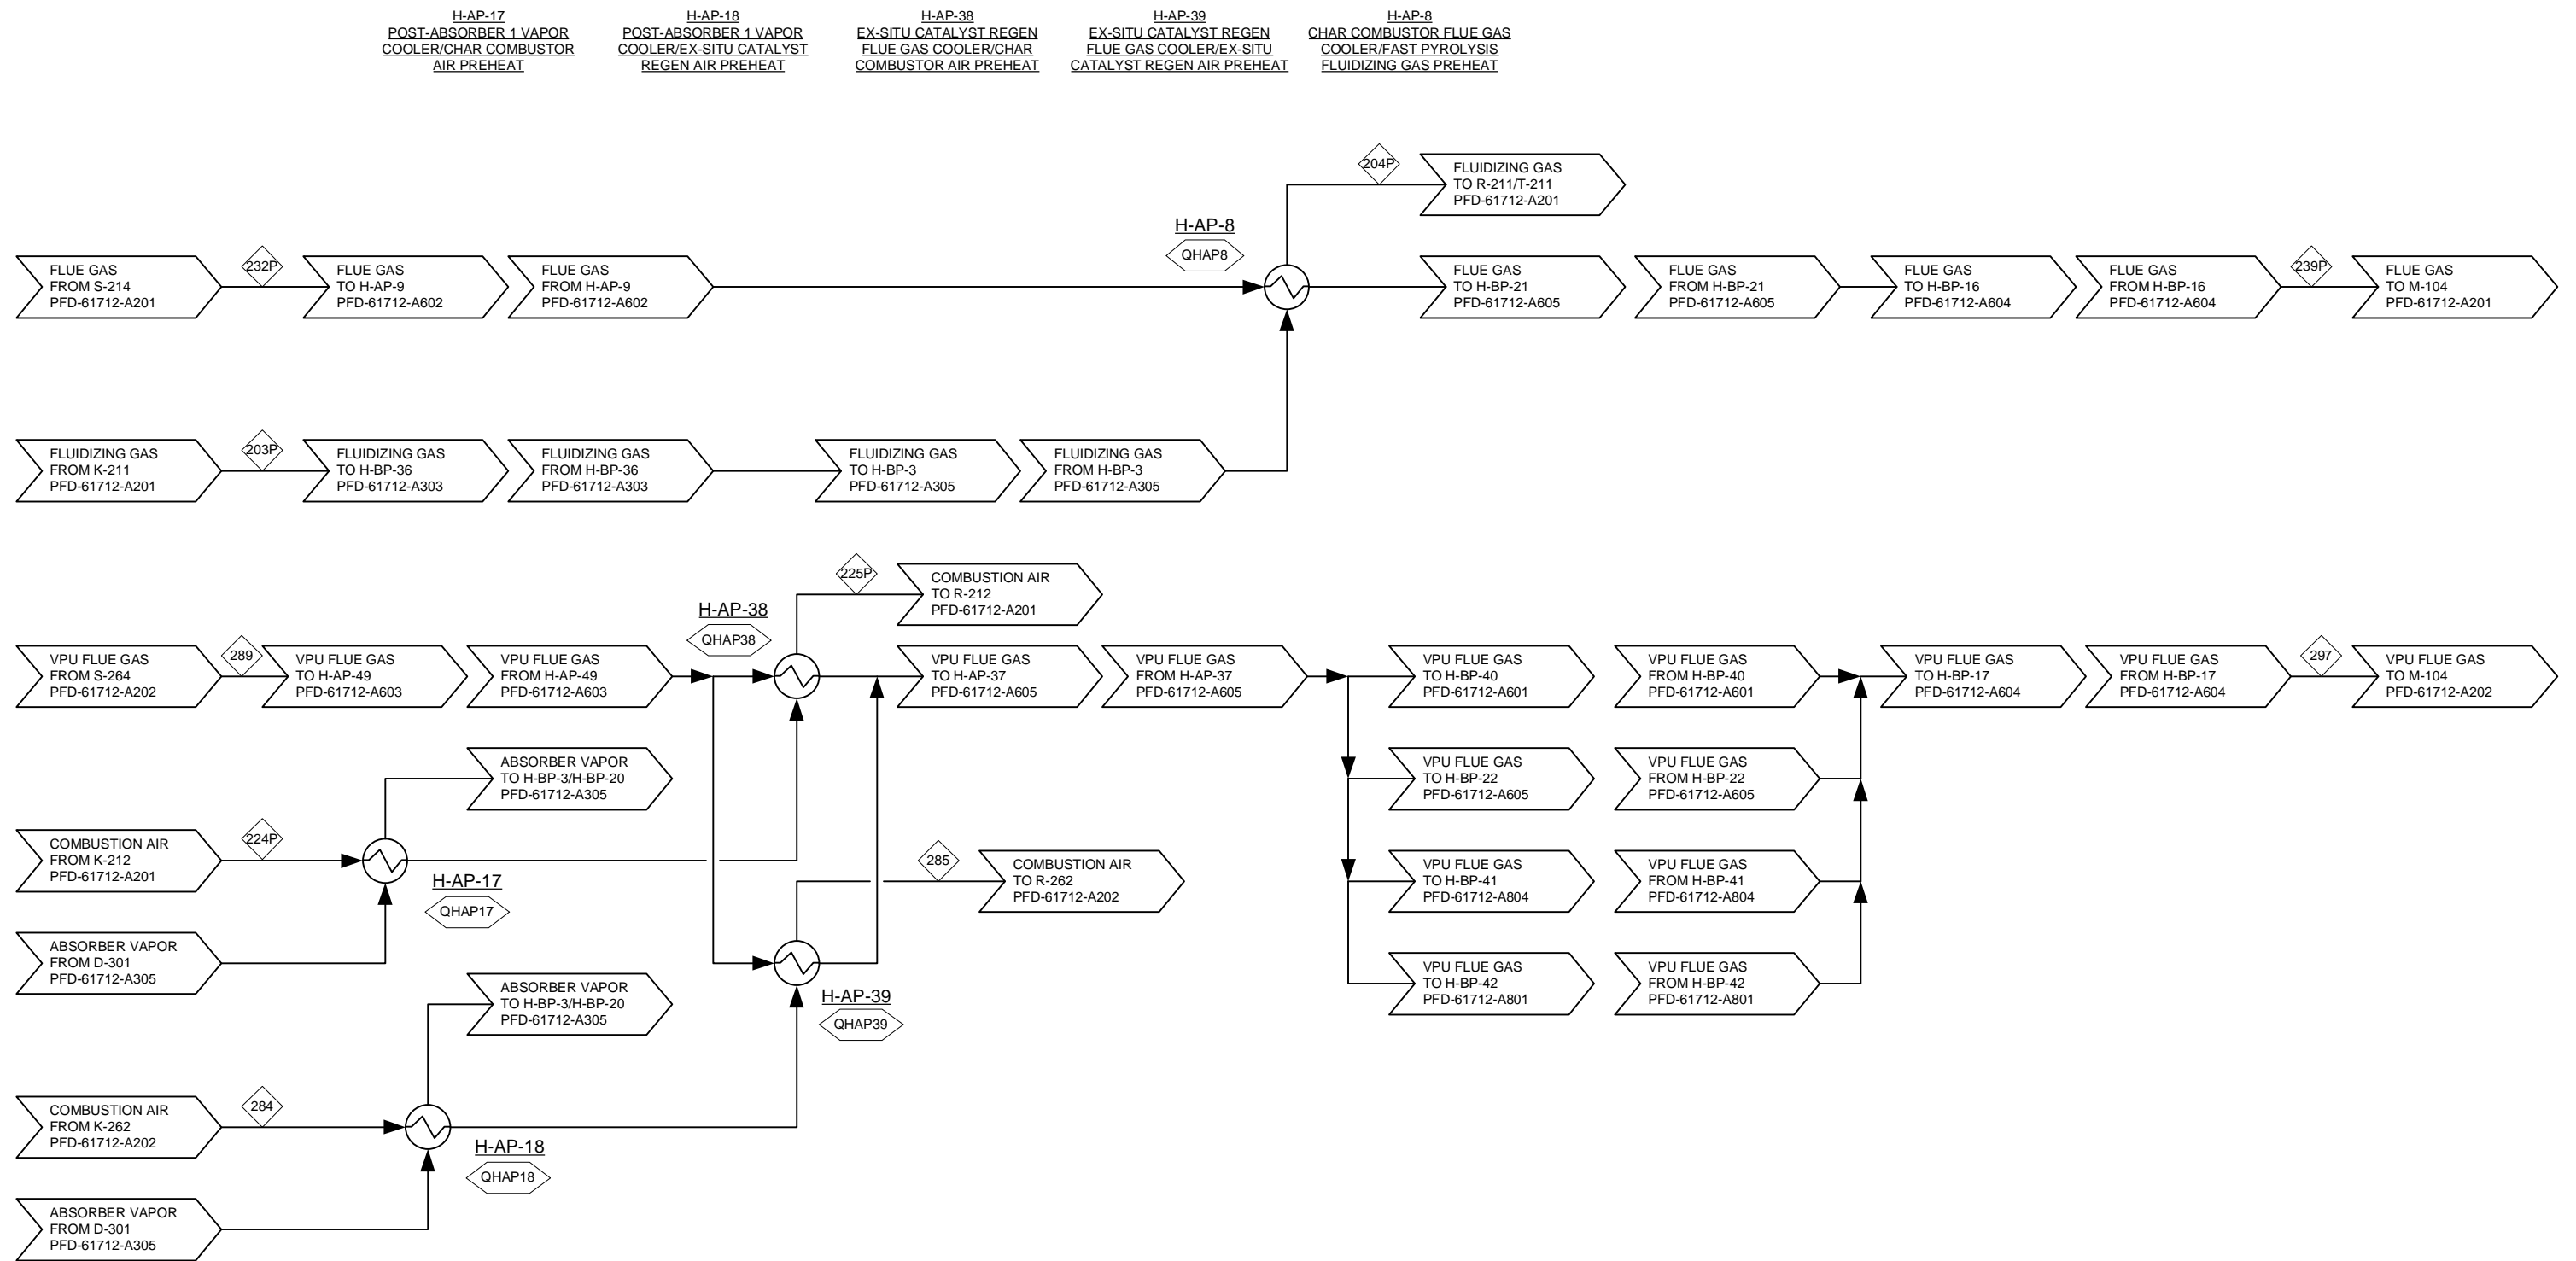 H-AP-17
POST-ABSORBER 1 VAPOR
COOLER/CHAR COMBUSTOR
AIR PREHEAT
H-AP-18
POST-ABSORBER 1 VAPOR
COOLER/EX-SITU CATALYST
REGEN AIR PREHEAT
H-AP-38
EX-SITU CATALYST REGEN
FLUE GAS COOLER/CHAR
COMBUSTOR AIR PREHEAT
H-AP-39
EX-SITU CATALYST REGEN
FLUE GAS COOLER/EX-SITU
CATALYST REGEN AIR PREHEAT
H-AP-8
CHAR COMBUSTOR FLUE GAS
COOLER/FAST PYROLYSIS
FLUIDIZING GAS PREHEAT
204P
FLUIDIZING GAS
TO R-211/T-211
PFD-61712-A201
H-AP-8
QHAP8
FLUE GAS
FROM S-214
PFD-61712-A201
232P
FLUE GAS
TO H-AP-9
PFD-61712-A602
FLUE GAS
FROM H-AP-9
PFD-61712-A602
FLUE GAS
TO H-BP-21
PFD-61712-A605
FLUE GAS
FROM H-BP-21
PFD-61712-A605
FLUE GAS
TO H-BP-16
PFD-61712-A604
FLUE GAS
FROM H-BP-16
PFD-61712-A604
239P
FLUE GAS
TO M-104
PFD-61712-A201
FLUIDIZING GAS
FROM K-211
PFD-61712-A201
203P
FLUIDIZING GAS
TO H-BP-36
PFD-61712-A303
FLUIDIZING GAS
FROM H-BP-36
PFD-61712-A303
FLUIDIZING GAS
TO H-BP-3
PFD-61712-A305
FLUIDIZING GAS
FROM H-BP-3
PFD-61712-A305
225P
COMBUSTION AIR
TO R-212
PFD-61712-A201
H-AP-38
QHAP38
VPU FLUE GAS
FROM S-264
PFD-61712-A202
289
VPU FLUE GAS
TO H-AP-49
PFD-61712-A603
VPU FLUE GAS
FROM H-AP-49
PFD-61712-A603
VPU FLUE GAS
TO H-AP-37
PFD-61712-A605
VPU FLUE GAS
FROM H-AP-37
PFD-61712-A605
VPU FLUE GAS
TO H-BP-40
PFD-61712-A601
VPU FLUE GAS
FROM H-BP-40
PFD-61712-A601
VPU FLUE GAS
TO H-BP-17
PFD-61712-A604
VPU FLUE GAS
FROM H-BP-17
PFD-61712-A604
297
VPU FLUE GAS
TO M-104
PFD-61712-A202
ABSORBER VAPOR
TO H-BP-3/H-BP-20
PFD-61712-A305
VPU FLUE GAS
TO H-BP-22
PFD-61712-A605
VPU FLUE GAS
FROM H-BP-22
PFD-61712-A605
COMBUSTION AIR
FROM K-212
PFD-61712-A201
224P
H-AP-17
QHAP17
285
COMBUSTION AIR
TO R-262
PFD-61712-A202
VPU FLUE GAS
TO H-BP-41
PFD-61712-A804
VPU FLUE GAS
FROM H-BP-41
PFD-61712-A804
ABSORBER VAPOR
FROM D-301
PFD-61712-A305
ABSORBER VAPOR
TO H-BP-3/H-BP-20
PFD-61712-A305
H-AP-39
QHAP39
VPU FLUE GAS
TO H-BP-42
PFD-61712-A801
VPU FLUE GAS
FROM H-BP-42
PFD-61712-A801
COMBUSTION AIR
FROM K-262
PFD-61712-A202
284
H-AP-18
QHAP18
ABSORBER VAPOR
FROM D-301
PFD-61712-A305